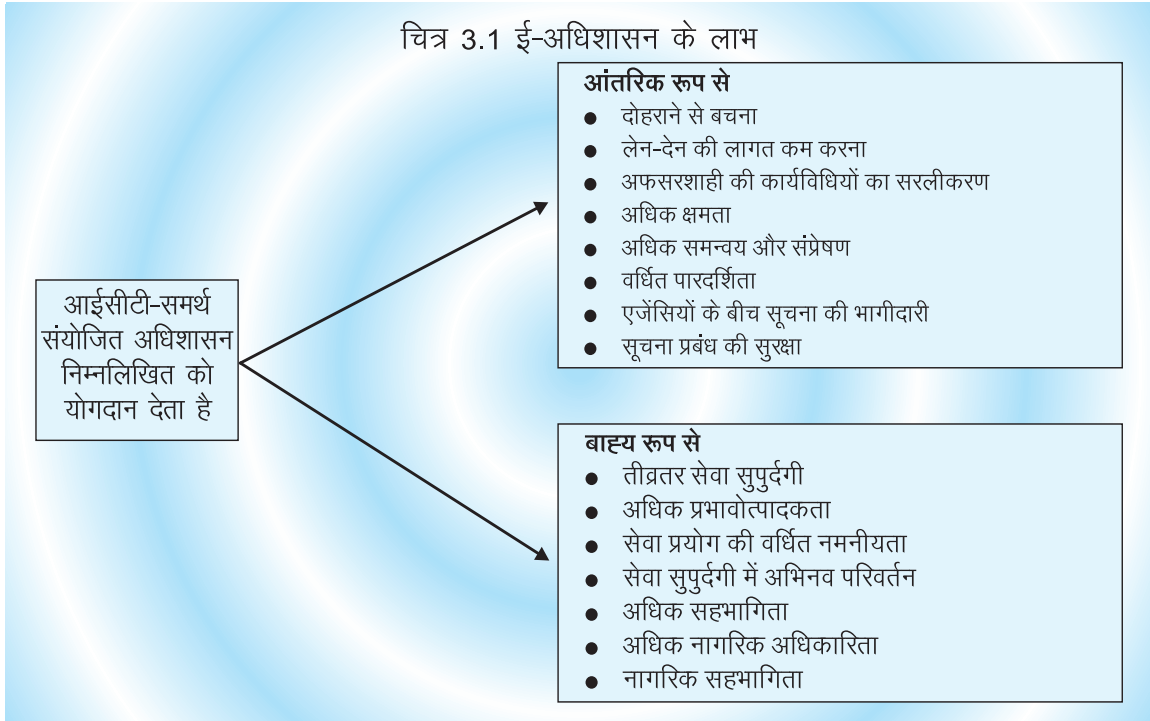 चित्र 3.1 ई-अधिशासन के लाभ
आईसीटी-समर्थ
संयोजित अधिशासन
निम्नलिखित को
योगदान देता है
आंतरिक रूप से
● दोहराने से बचना
● लेन-देन की लागत कम करना
● अफसरशाही की कार्यविधियों का सरलीकरण
● अधिक क्षमता
● अधिक समन्वय और संप्रेषण
● वर्धित पारदर्शिता
● एजेंसियों के बीच सूचना की भागीदारी
● सूचना प्रबंध की सुरक्षा
बाह्य रूप से
● तीव्रतर सेवा सुपुर्दगी
● अधिक प्रभावोत्पादकता
● सेवा प्रयोग की वर्धित नमनीयता
● सेवा सुपुर्दगी में अभिनव परिवर्तन
● अधिक सहभागिता
● अधिक नागरिक अधिकारिता
● नागरिक सहभागिता